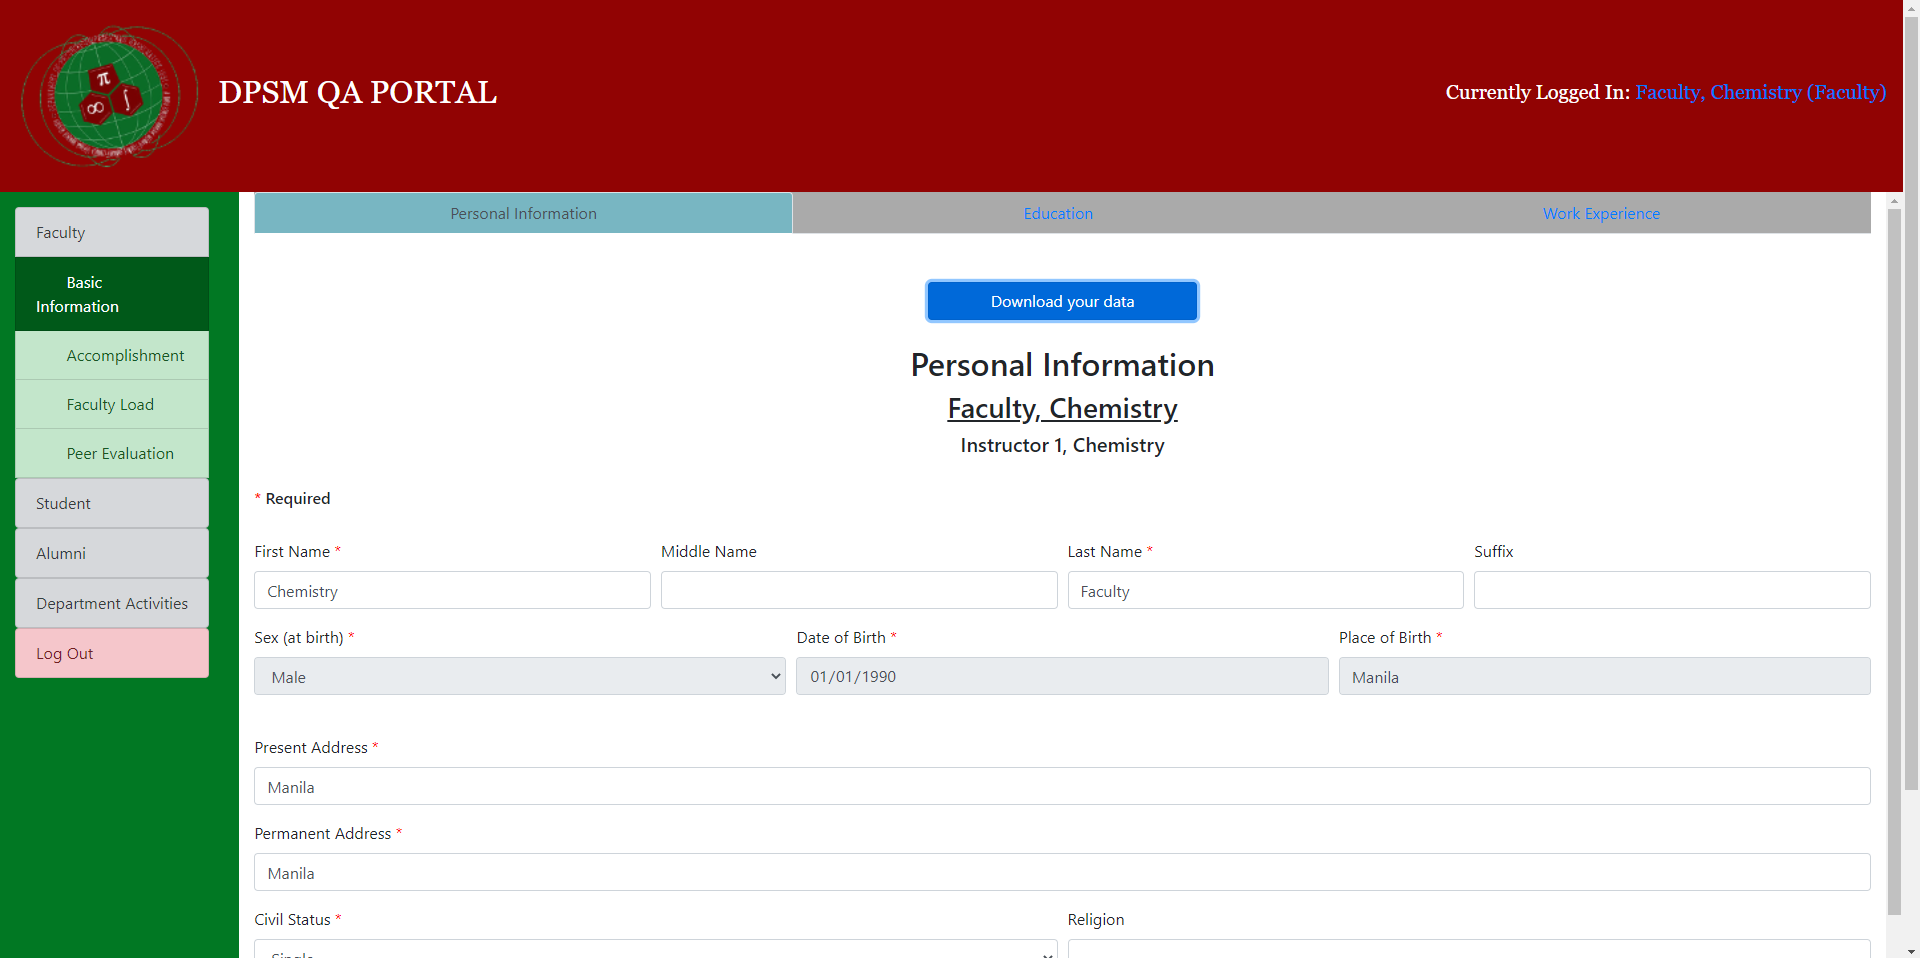 DPSM QA PORTAL
Currently Logged In: Faculty, Chemistry (Faculty)
Faculty
Basic
Information
Accomplishment
Faculty Load
Peer Evaluation
Student
Alumni
Department Activities
Log Out
Personal Information
Education
Work Experience
Download your data
Personal Information
Faculty, Chemistry
Instructor 1, Chemistry
* Required
First Name *
Middle Name
Last Name *
Suffix
Chemistry
Faculty
Sex (at birth) *
Date of Birth *
Place of Birth *
Male
01/01/1990
Manila
Present Address *
Manila
Permanent Address *
Manila
Civil Status *
Religion
Single